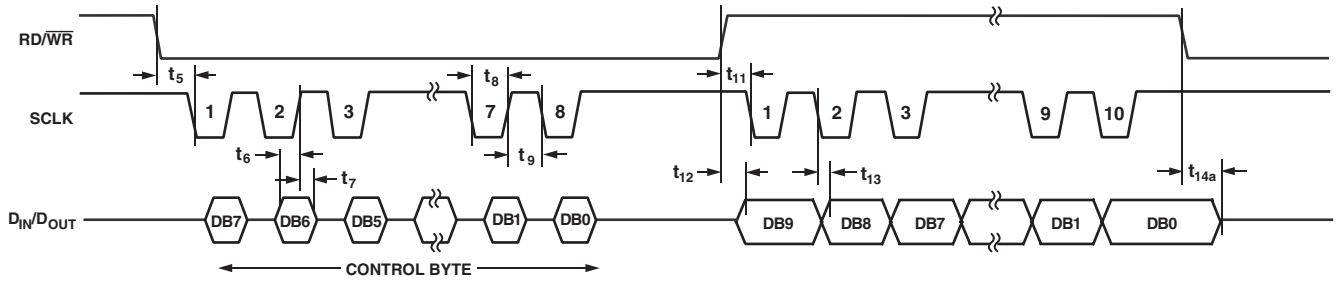 RD/WR
t5
t8
t11
SCLK
1 2 3 7 8 1 2 3 9 10
t6
t7
t9
t12
t13
t14a
DIN/DOUT
DB7 DB6 DB5 DB1 DB0 DB9 DB8 DB7 DB1 DB0
CONTROL BYTE